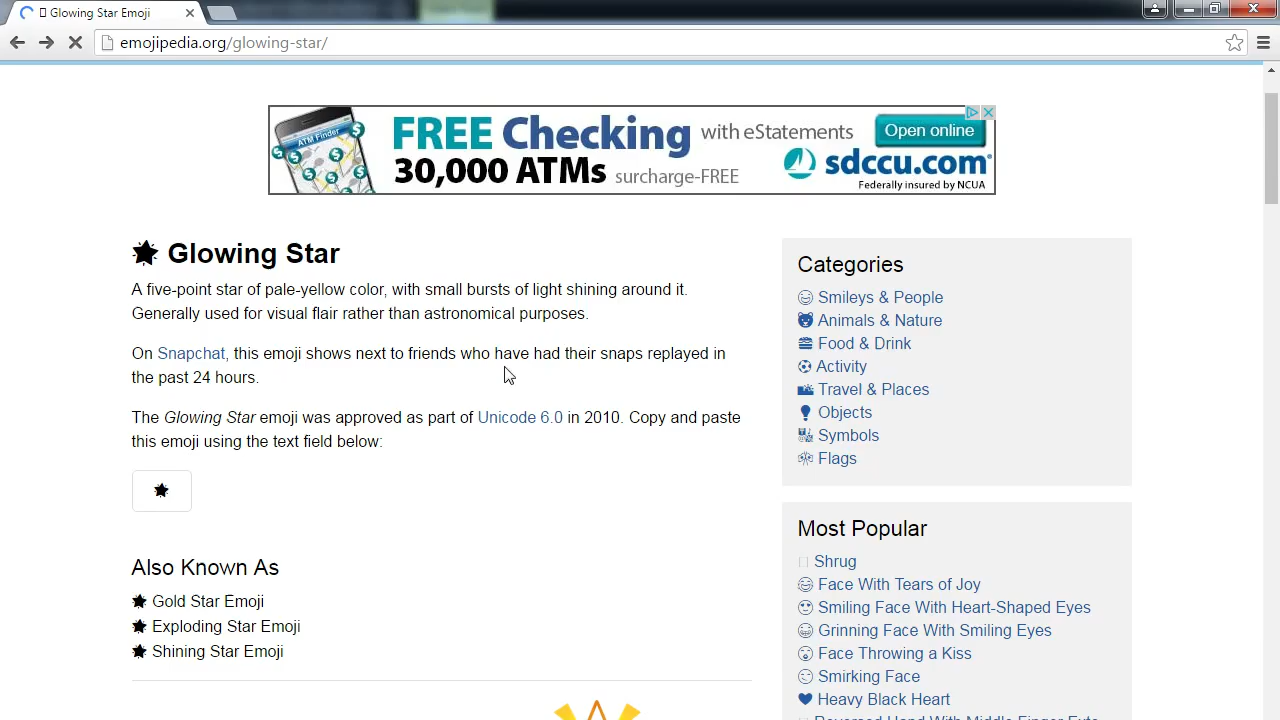 Glowing Star Emoji
emojipedia.org/glowing-star/
FREE Checking with eStatements
30,000 ATMs surcharge-FREE
ATM Finder
Open online
sdccu.com
Federally insured by NCUA
Glowing Star
A five-point star of pale-yellow color, with small bursts of light shining around it.
Generally used for visual flair rather than astronomical purposes.
On Snapchat, this emoji shows next to friends who have had their snaps replayed in
the past 24 hours.
The Glowing Star emoji was approved as part of Unicode 6.0 in 2010. Copy and paste
this emoji using the text field below:
Also Known As
Gold Star Emoji
Exploding Star Emoji
Shining Star Emoji
Categories
Smileys & People
Animals & Nature
Food & Drink
Activity
Travel & Places
Objects
Symbols
Flags
Most Popular
Shrug
Face With Tears of Joy
Smiling Face With Heart-Shaped Eyes
Grinning Face With Smiling Eyes
Face Throwing a Kiss
Smirking Face
Heavy Black Heart
Reversed Hand With Middle Finger Exte